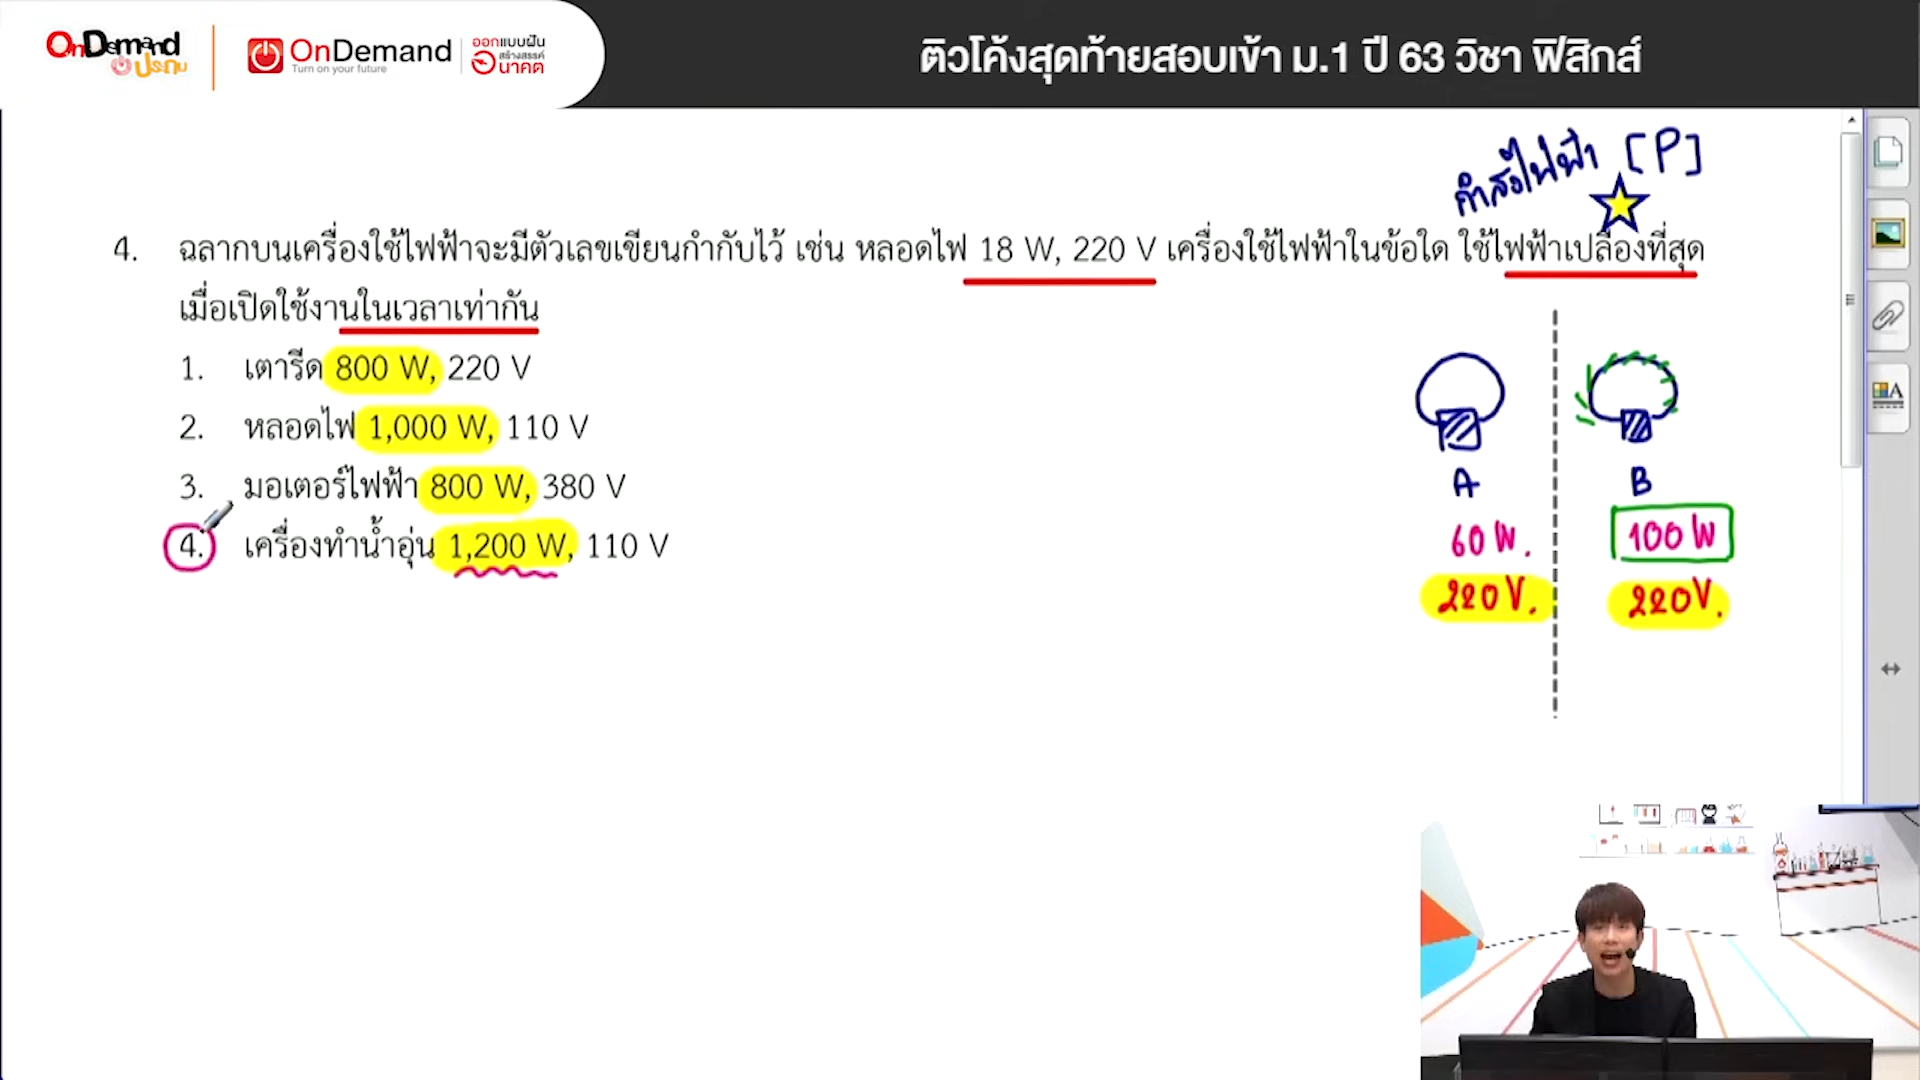 OnDemand
ประถม
OnDemand
Turn on your future
ออกแบบฝัน
สร้างสรรค์
อนาคต
ติวโค้งสุดท้ายสอบเข้า ม.1 ปี 63 วิชา ฟิสิกส์
กำลังไฟฟ้า [P]
4. ฉลากบนเครื่องใช้ไฟฟ้าจะมีตัวเลขเขียนกำกับไว้ เช่น หลอดไฟ 18 W, 220 V เครื่องใช้ไฟฟ้าในข้อใด ใช้ไฟฟ้าเปลืองที่สุด
เมื่อเปิดใช้งานในเวลาเท่ากัน
1. เตารีด 800 W, 220 V
2. หลอดไฟ 1,000 W, 110 V
3. มอเตอร์ไฟฟ้า 800 W, 380 V
4. เครื่องทำน้ำอุ่น 1,200 W, 110 V
A B
60 W. 100 W
220 V. 220 V.